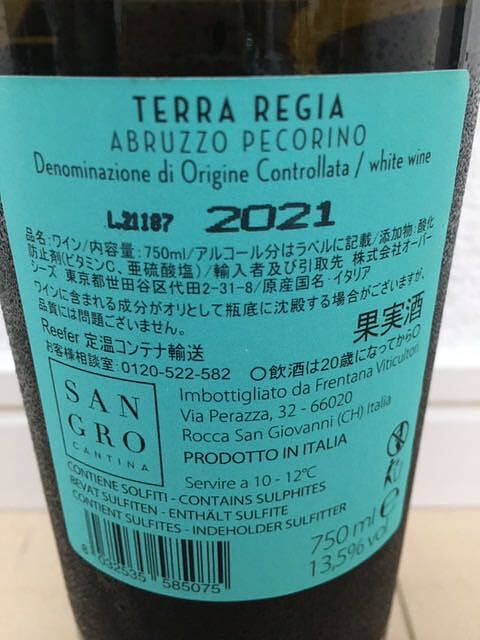 TERRA REGIA
ABRUZZO PECORINO
Denominazione di Origine Controllata / white wine
L.21187 2021
品名:ワイン/内容量:750ml/アルコール分はラベルに記載/添加物:酸化
防止剤(ビタミンC、亜硫酸塩)/輸入者及び引取先 株式会社オーバー
シーズ 東京都世田谷区代田2-31-8/原産国名・イタリア
ワインに含まれる成分がオリとして瓶底に沈殿する場合がございますが、
品質には問題ございません。
果実酒
Reefer 定温コンテナ輸送
お客様相談室:0120-522-582 〇飲酒は20歳になってから〇
SAN
GRO
CANTINA
Imbottigliato da Frentana Viticoltori
Via Perazza, 32 - 66020
Rocca San Giovanni (CH) Italia
PRODOTTO IN ITALIA
Servire a 10 - 12°C
CONTIENE SOLFITI - CONTAINS SULPHITES
BEVAT SULFITEN - ENTHÄLT SULFITE
CONTIENT SULFITES - INDEHOLDER SULFITTER
750 ml e
13,5% vol
8 032535 585075